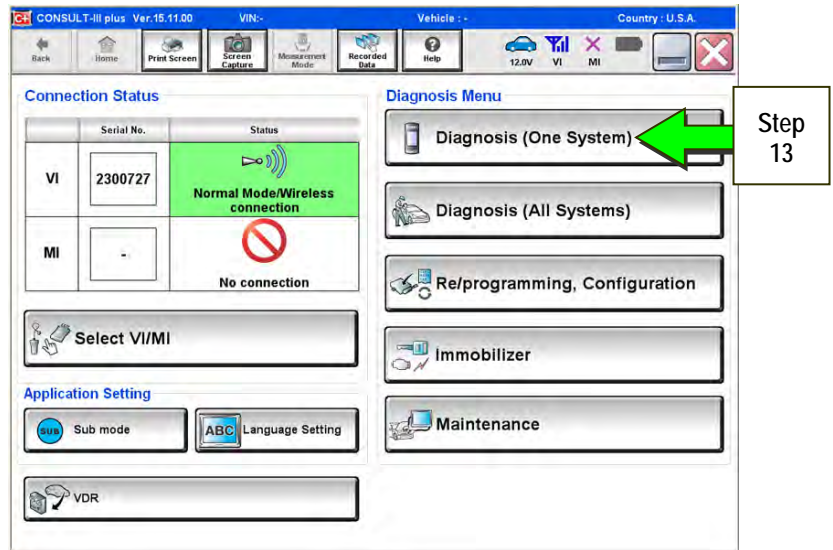 C+ CONSULT-III plus Ver.15.11.00 VIN:- Vehicle : - Country : U.S.A.
Back
Home
Print Screen
Screen Capture
Measurement Mode
Recorded Data
Help
12.0V
VI
MI
Connection Status
Serial No. Status
VI
2300727
Normal Mode/Wireless
connection
MI
-
No connection
Select VI/MI
Application Setting
SUB Sub mode
ABC Language Setting
VDR
Diagnosis Menu
Diagnosis (One System)
Diagnosis (All Systems)
Re/programming, Configuration
Immobilizer
Maintenance
Step
13